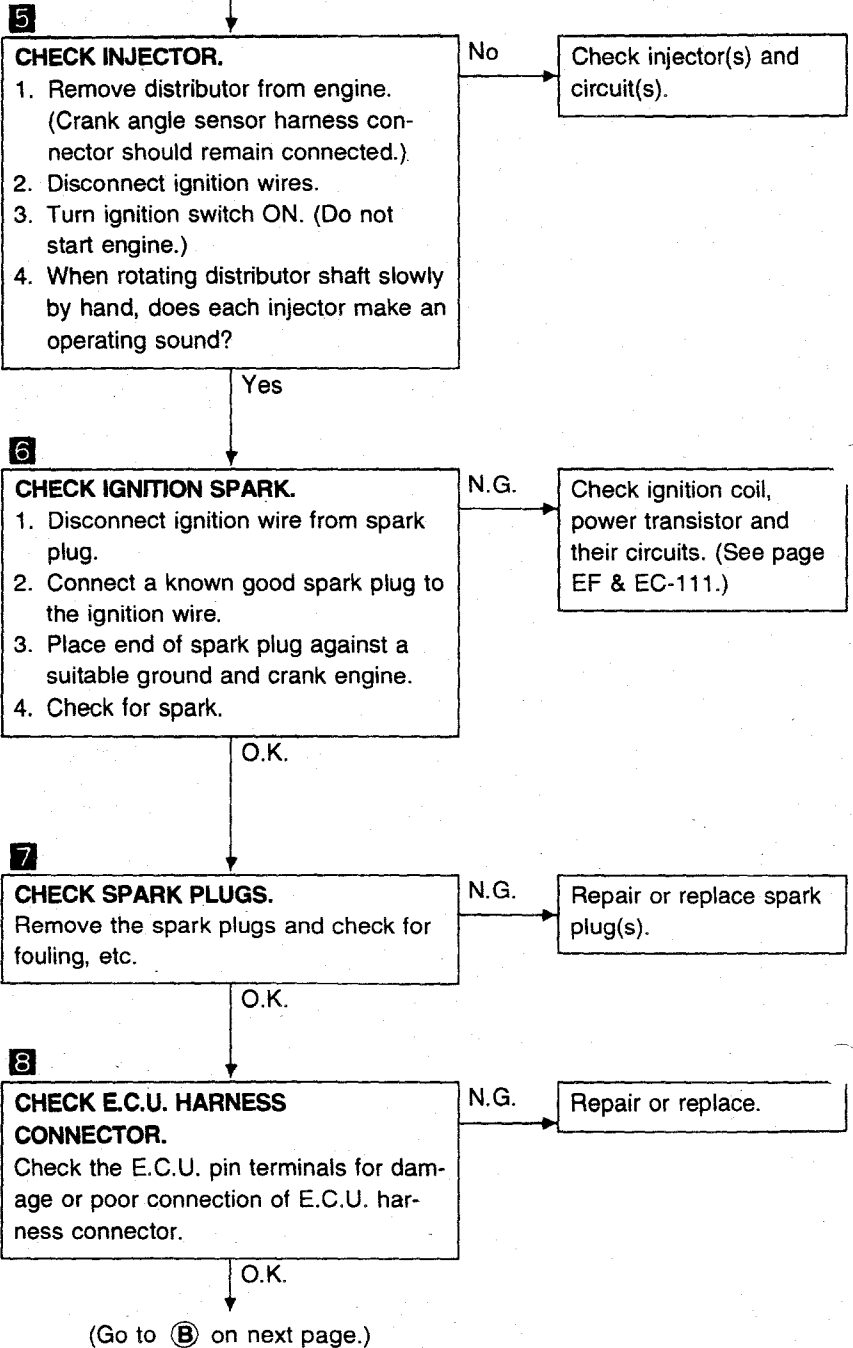 5
CHECK INJECTOR.
1. Remove distributor from engine.
(Crank angle sensor harness con-
nector should remain connected.)
2. Disconnect ignition wires.
3. Turn ignition switch ON. (Do not
start engine.)
4. When rotating distributor shaft slowly
by hand, does each injector make an
operating sound?
No
Check injector(s) and
circuit(s).
Yes
6
CHECK IGNITION SPARK.
1. Disconnect ignition wire from spark
plug.
2. Connect a known good spark plug to
the ignition wire.
3. Place end of spark plug against a
suitable ground and crank engine.
4. Check for spark.
N.G.
Check ignition coil,
power transistor and
their circuits. (See page
EF & EC-111.)
O.K.
7
CHECK SPARK PLUGS.
Remove the spark plugs and check for
fouling, etc.
N.G.
Repair or replace spark
plug(s).
O.K.
8
CHECK E.C.U. HARNESS
CONNECTOR.
Check the E.C.U. pin terminals for dam-
age or poor connection of E.C.U. har-
ness connector.
N.G.
Repair or replace.
O.K.
(Go to Ⓑ on next page.)